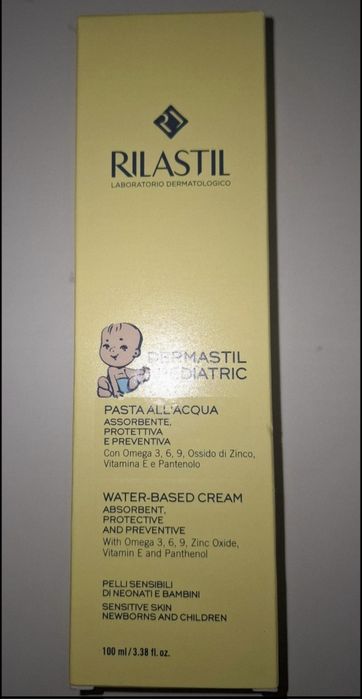 RILASTIL
LABORATORIO DERMATOLOGICO
DERMASTIL
PEDIATRIC
PASTA ALL'ACQUA
ASSORBENTE,
PROTETTIVA
E PREVENTIVA
Con Omega 3, 6, 9, Ossido di Zinco,
Vitamina E e Pantenolo
WATER-BASED CREAM
ABSORBENT,
PROTECTIVE
AND PREVENTIVE
With Omega 3, 6, 9, Zinc Oxide,
Vitamin E and Panthenol
PELLI SENSIBILI
DI NEONATI E BAMBINI
SENSITIVE SKIN
NEWBORNS AND CHILDREN
100 ml/3.38 fl. oz.